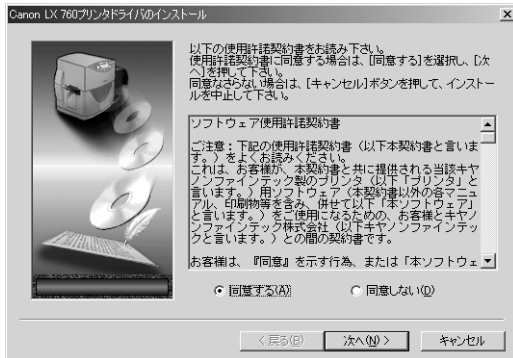 Canon LX 760プリンタドライバのインストール
以下の使用許諾契約書をお読み下さい。
使用許諾契約書に同意する場合は、[同意する]を選択し、[次
へ]を押して下さい。
同意なさらない場合は、[キャンセル]ボタンを押して、インストー
ルを中止して下さい。
ソフトウェア使用許諾契約書
ご注意：下記の使用許諾契約書（以下本契約書と言いま
す。）をよくお読みください。
これは、お客様が、本契約書と共に提供される当該キヤ
ノンファインテック製のプリンタ（以下「プリンタ」と
言います。）用ソフトウェア（本契約書以外の各マニュ
アル、印刷物等を含み、併せて以下「本ソフトウェア」
と言います。）をご使用になるための、お客様とキヤノ
ンファインテック株式会社（以下キヤノンファインテッ
クと言います。）との間の契約書です。
お客様は、『同意』を示す行為、または「本ソフトウェ
同意する(A)
同意しない(D)
< 戻る(B)
次へ(N) >
キャンセル